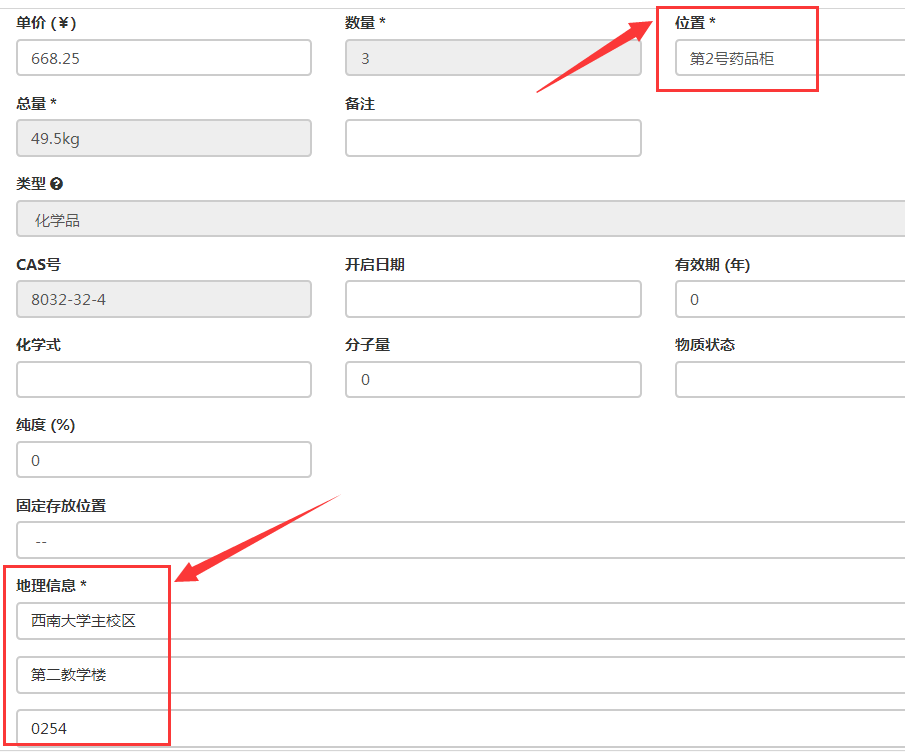 单价 (￥) 数量 * 位置 *
668.25 3 第2号药品柜
总量 * 备注
49.5kg
类型 ?
化学品
CAS号 开启日期 有效期 (年)
8032-32-4 0
化学式 分子量 物质状态
0
纯度 (%)
0
固定存放位置
--
地理信息 *
西南大学主校区
第二教学楼
0254